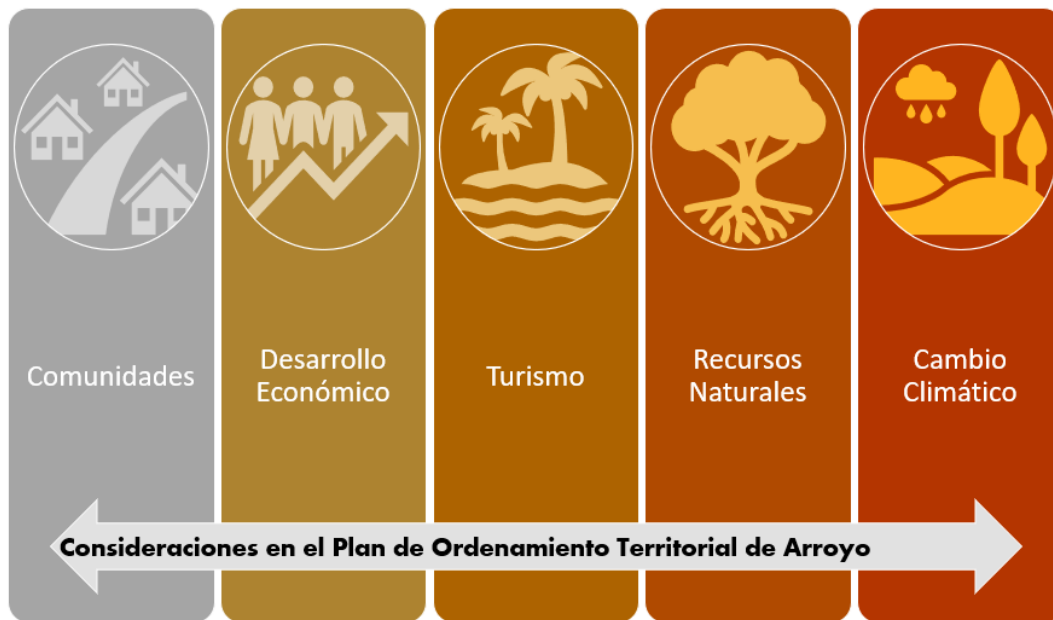 Comunidades
Desarrollo
Económico
Turismo
Recursos
Naturales
Cambio
Climático
Consideraciones en el Plan de Ordenamiento Territorial de Arroyo